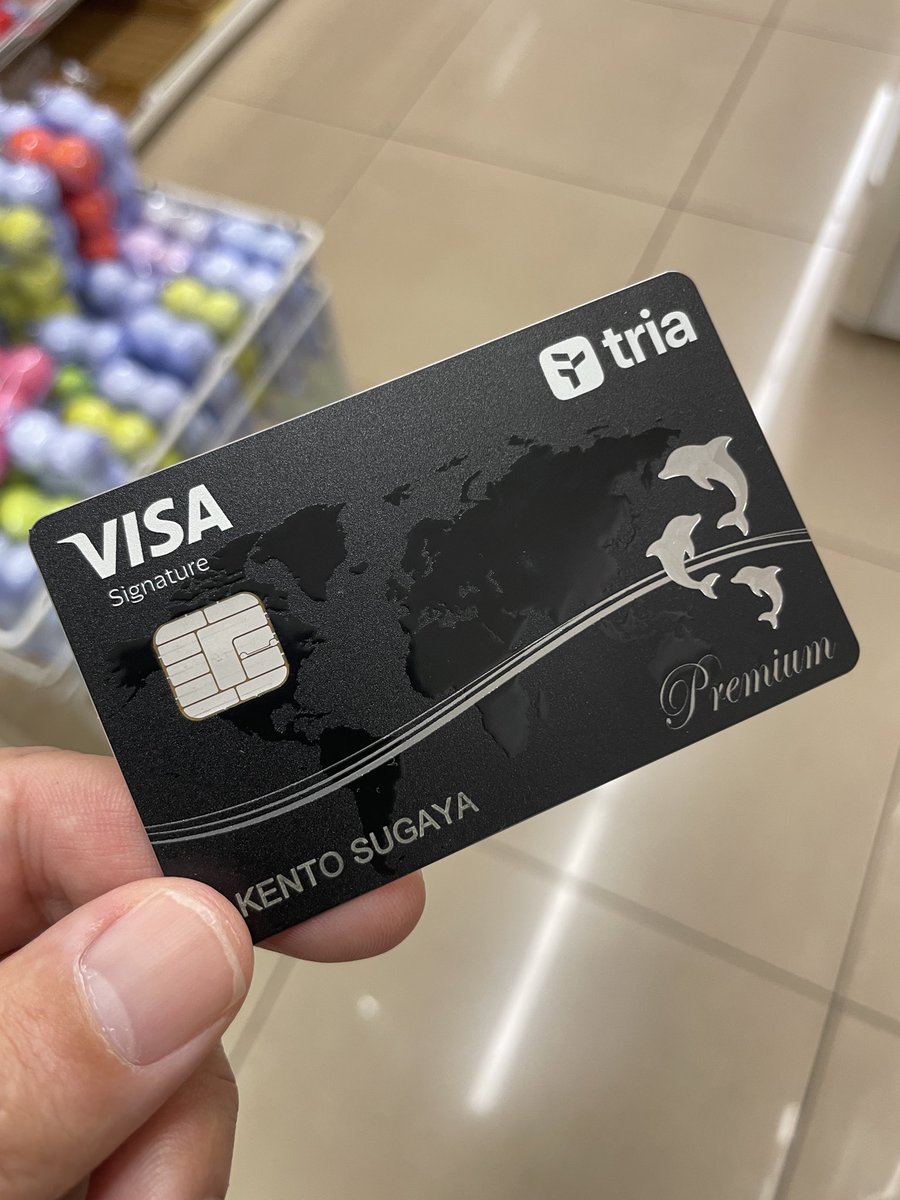 tria
VISA
Signature
Premium
KENTO SUGAYA